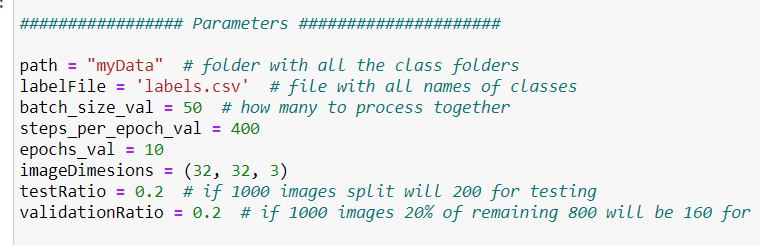 ################# Parameters #####################
path = "myData"  # folder with all the class folders
labelFile = 'labels.csv'  # file with all names of classes
batch_size_val = 50  # how many to process together
steps_per_epoch_val = 400
epochs_val = 10
imageDimesions = (32, 32, 3)
testRatio = 0.2  # if 1000 images split will 200 for testing
validationRatio = 0.2  # if 1000 images 20% of remaining 800 will be 160 for